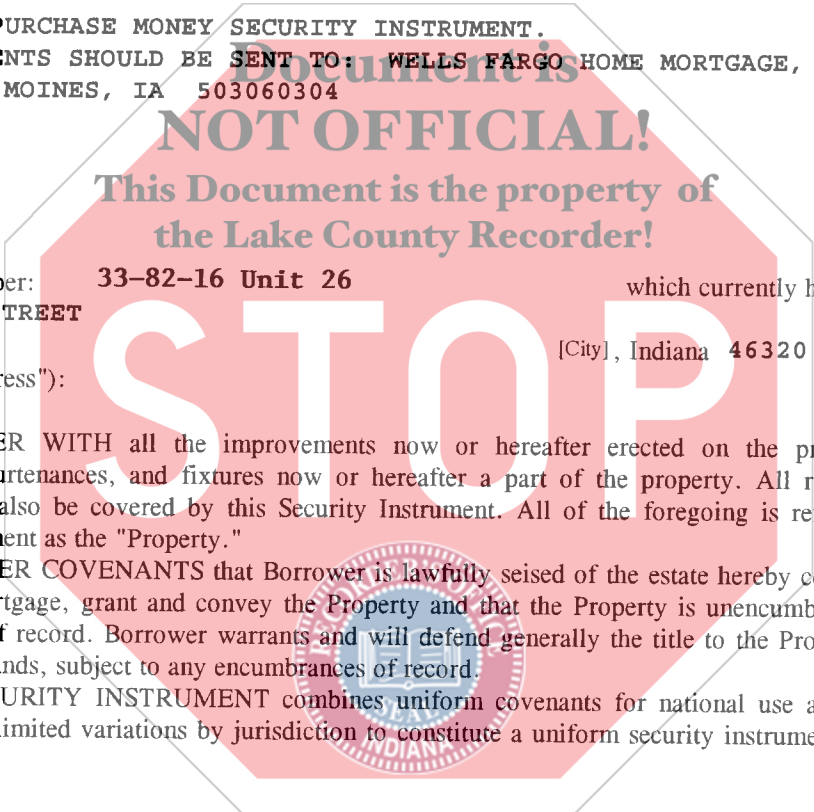 PURCHASE MONEY SECURITY INSTRUMENT.
ENTS SHOULD BE SENT TO: WELLS FARGO HOME MORTGAGE,
MOINES, IA 503060304
Document is
NOT OFFICIAL!
This Document is the property of
the Lake County Recorder!
ber: 33-82-16 Unit 26 which currently h
TREET
[City], Indiana 46320
ress"):
STOP
ER WITH all the improvements now or hereafter erected on the pr
urtenances, and fixtures now or hereafter a part of the property. All r
also be covered by this Security Instrument. All of the foregoing is re
ent as the "Property."
ER COVENANTS that Borrower is lawfully seised of the estate hereby c
rtgage, grant and convey the Property and that the Property is unencumb
f record. Borrower warrants and will defend generally the title to the Pro
ands, subject to any encumbrances of record.
URITY INSTRUMENT combines uniform covenants for national use a
limited variations by jurisdiction to constitute a uniform security instrume
SEAL
INDIANA